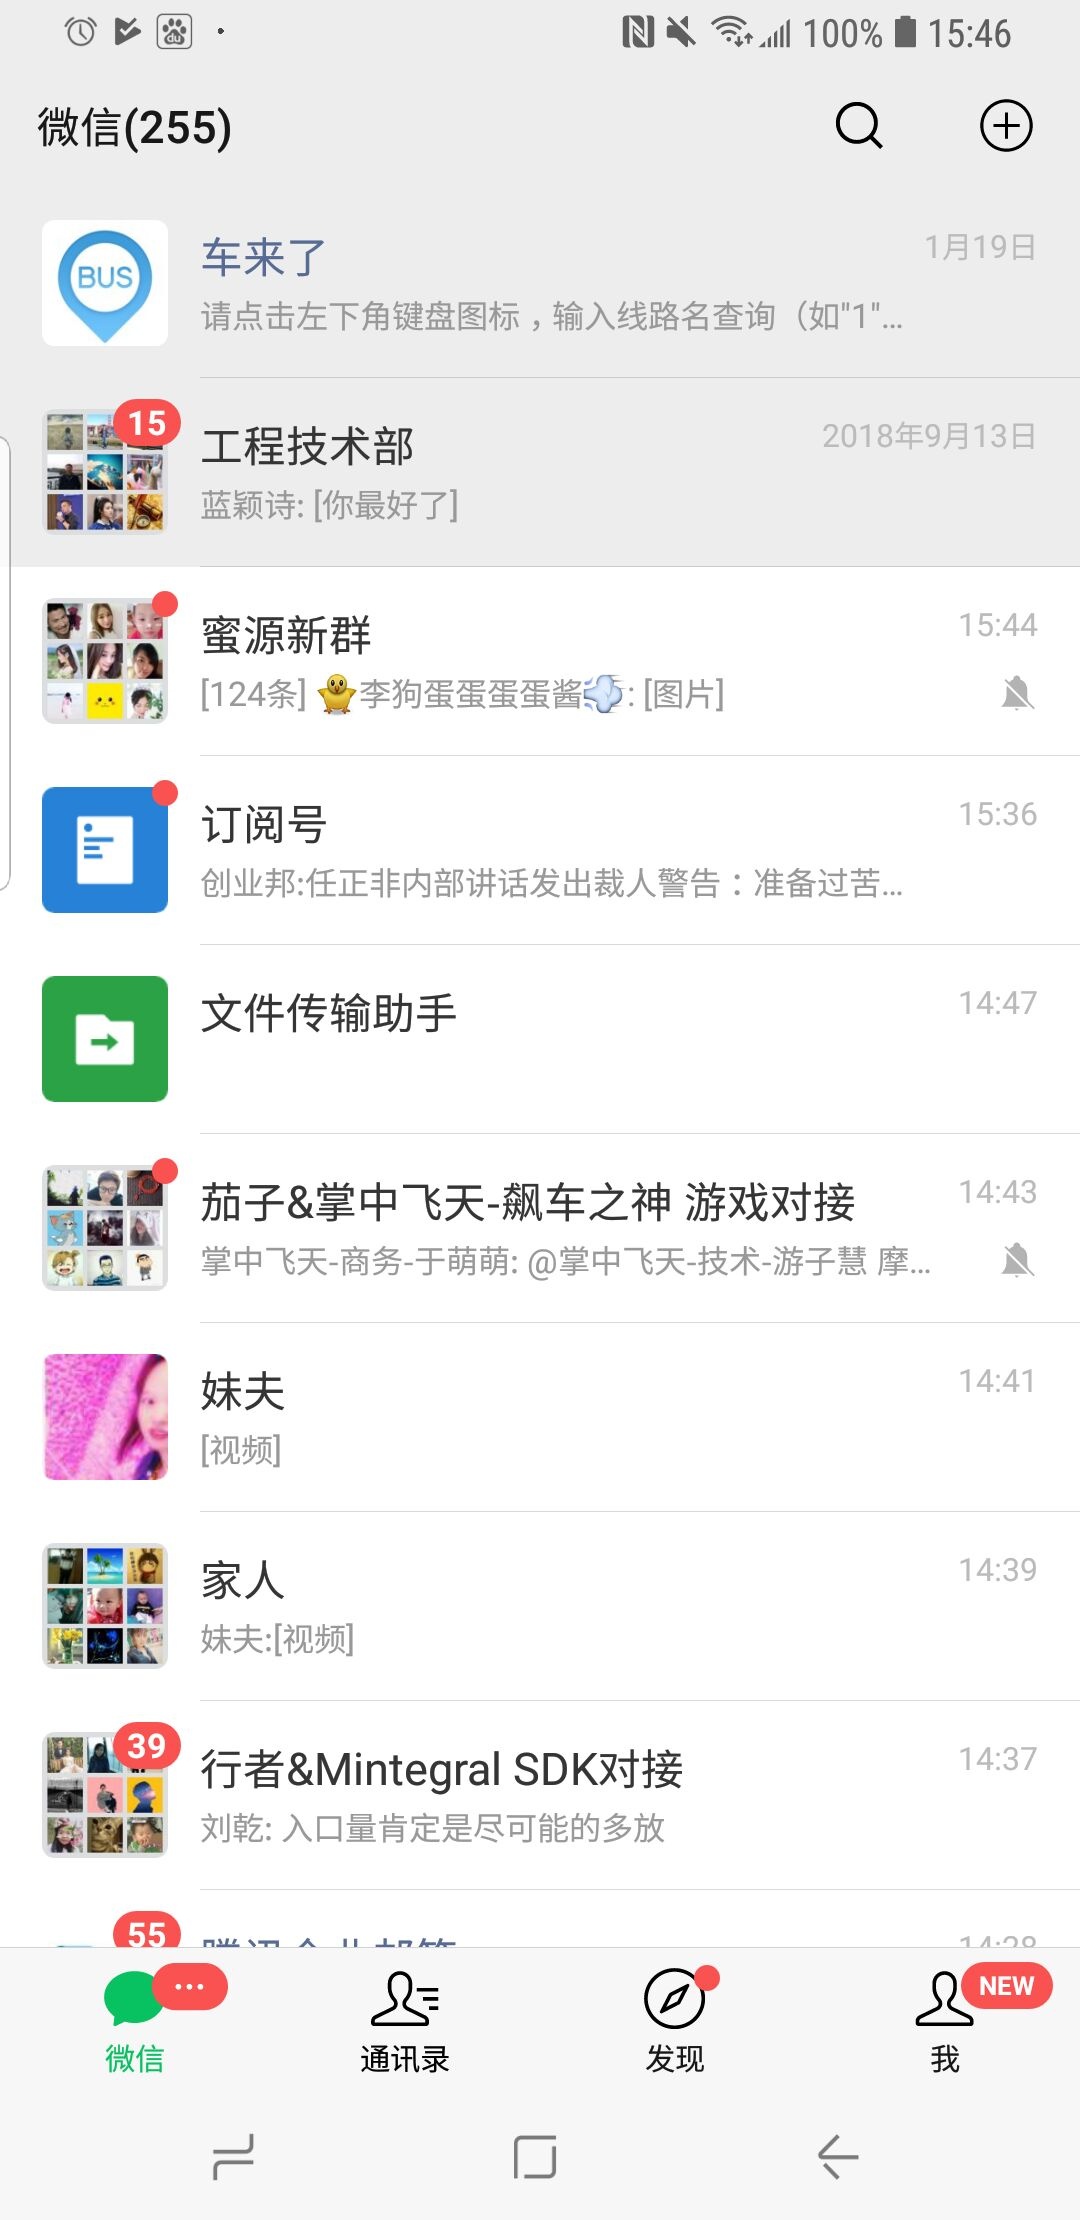 100% 15:46
微信(255)
BUS
车来了 1月19日
请点击左下角键盘图标，输入线路名查询（如"1"...
15
工程技术部 2018年9月13日
蓝颖诗: [你最好了]
蜜源新群 15:44
[124条] 李狗蛋蛋蛋蛋酱: [图片]
订阅号 15:36
创业邦:任正非内部讲话发出裁人警告：准备过苦...
文件传输助手 14:47
茄子&掌中飞天-飙车之神 游戏对接 14:43
掌中飞天-商务-于萌萌: @掌中飞天-技术-游子慧 摩...
妹夫 14:41
[视频]
家人 14:39
妹夫:[视频]
39
行者&Mintegral SDK对接 14:37
刘乾: 入口量肯定是尽可能的多放
55
腾讯企业邮箱 14:28
... NEW
微信 通讯录 发现 我